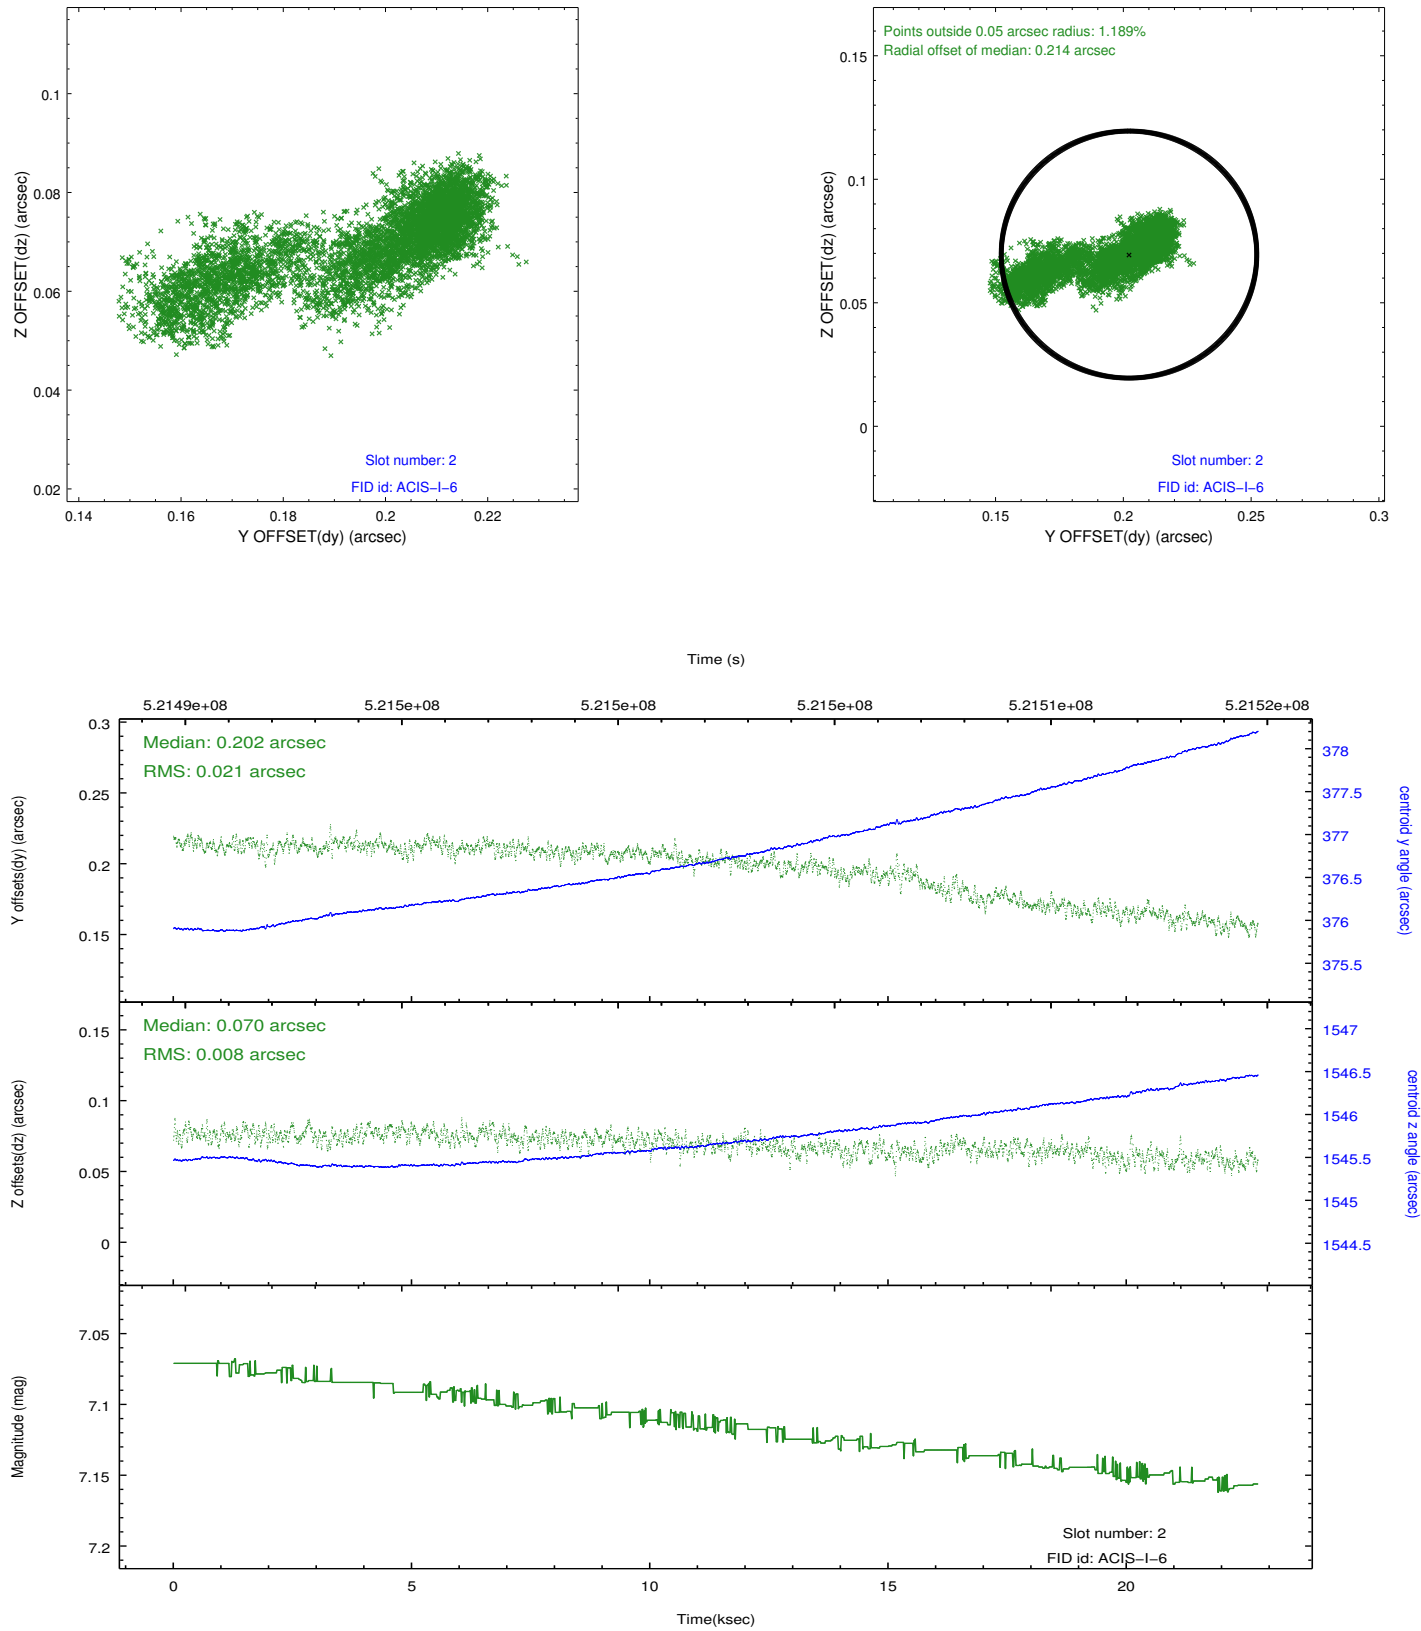 0.1
0.08
0.06
0.04
0.02
Z OFFSET(dz) (arcsec)
Slot number: 2
FID id: ACIS−I−6
0.14 0.16 0.18 0.2 0.22
Y OFFSET(dy) (arcsec)
Points outside 0.05 arcsec radius: 1.189%
Radial offset of median: 0.214 arcsec
0.15
0.1
0.05
0
Z OFFSET(dz) (arcsec)
Slot number: 2
FID id: ACIS−I−6
0.15 0.2 0.25 0.3
Y OFFSET(dy) (arcsec)
Time (s)
5.2149e+08 5.215e+08 5.215e+08 5.215e+08 5.2151e+08 5.2152e+08
Median: 0.202 arcsec
RMS: 0.021 arcsec
0.3
0.25
0.2
0.15
Y offsets(dy) (arcsec)
378
377.5
377
376.5
376
375.5
centroid y angle (arcsec)
Median: 0.070 arcsec
RMS: 0.008 arcsec
0.15
0.1
0.05
0
Z offsets(dz) (arcsec)
1547
1546.5
1546
1545.5
1545
1544.5
centroid z angle (arcsec)
7.05
7.1
7.15
7.2
Magnitude (mag)
Slot number: 2
FID id: ACIS−I−6
0 5 10 15 20
Time(ksec)